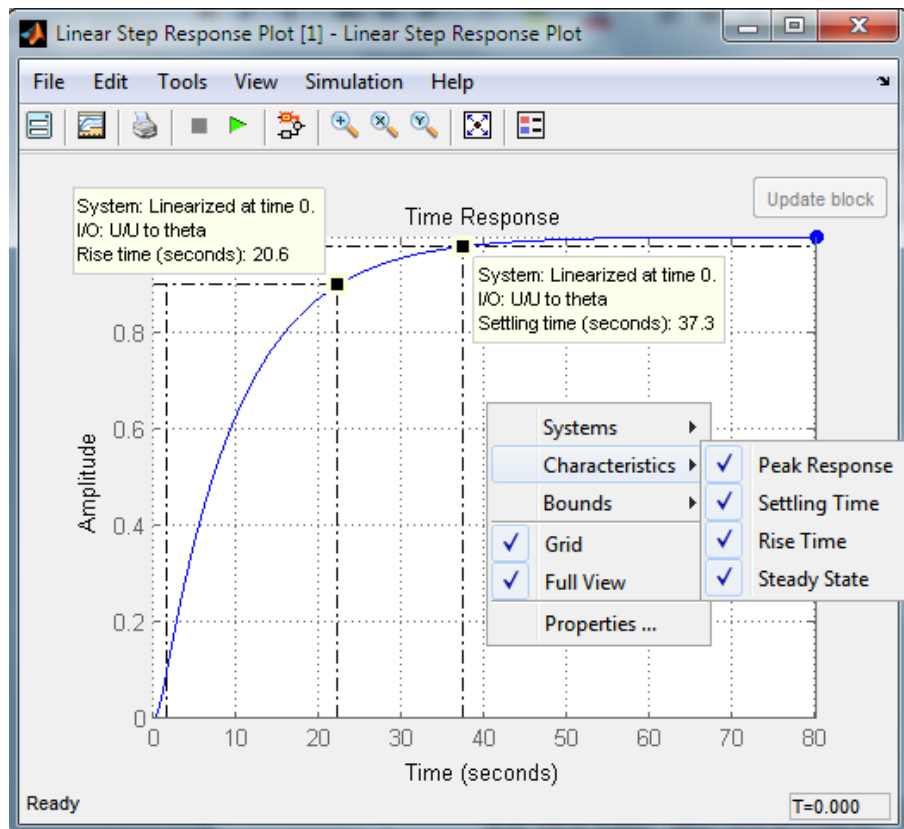 Linear Step Response Plot [1] - Linear Step Response Plot
File Edit Tools View Simulation Help
Update block
System: Linearized at time 0.
I/O: U/U to theta
Rise time (seconds): 20.6
Time Response
System: Linearized at time 0.
I/O: U/U to theta
Settling time (seconds): 37.3
0.8
0.6
0.4
0.2
0
Amplitude
Systems
Characteristics
Bounds
Grid
Full View
Properties ...
Peak Response
Settling Time
Rise Time
Steady State
0 10 20 30 40 50 60 70 80
Time (seconds)
Ready T=0.000